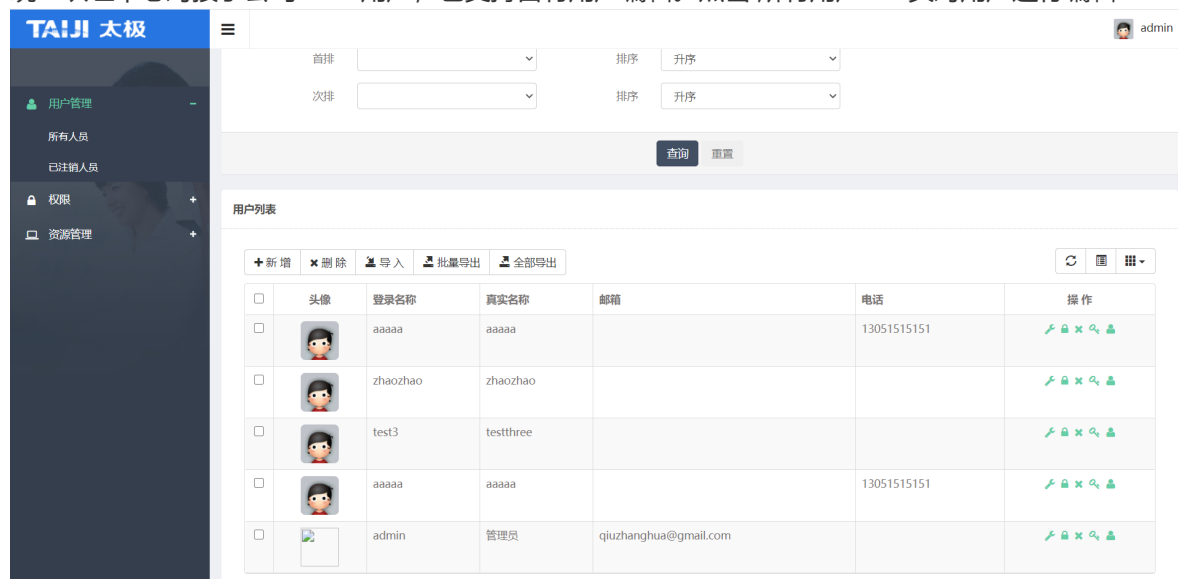 TAIJI 太极
admin
首排
排序 升序
次排
排序 升序
用户管理
所有人员
已注销人员
权限
资源管理
查询 重置
用户列表
新 增 删 除 导 入 批量导出 全部导出
头像 登录名称 真实名称 邮箱 电话 操 作
aaaaa aaaaa 13051515151
zhaozhao zhaozhao
test3 testthree
aaaaa aaaaa 13051515151
admin 管理员 qiuzhanghua@gmail.com